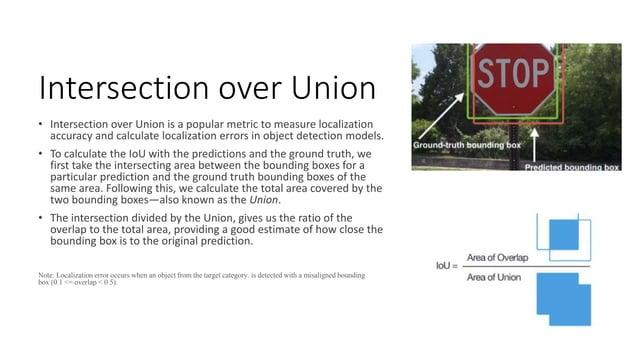 Intersection over Union
• Intersection over Union is a popular metric to measure localization
accuracy and calculate localization errors in object detection models.
• To calculate the IoU with the predictions and the ground truth, we
first take the intersecting area between the bounding boxes for a
particular prediction and the ground truth bounding boxes of the
same area. Following this, we calculate the total area covered by the
two bounding boxes—also known as the Union.
• The intersection divided by the Union, gives us the ratio of the
overlap to the total area, providing a good estimate of how close the
bounding box is to the original prediction.
Note: Localization error occurs when an object from the target category. is detected with a misaligned bounding
box (0.1 <= overlap < 0.5).
STOP
Ground-truth bounding box
Predicted bounding box
IoU =
Area of Overlap
Area of Union